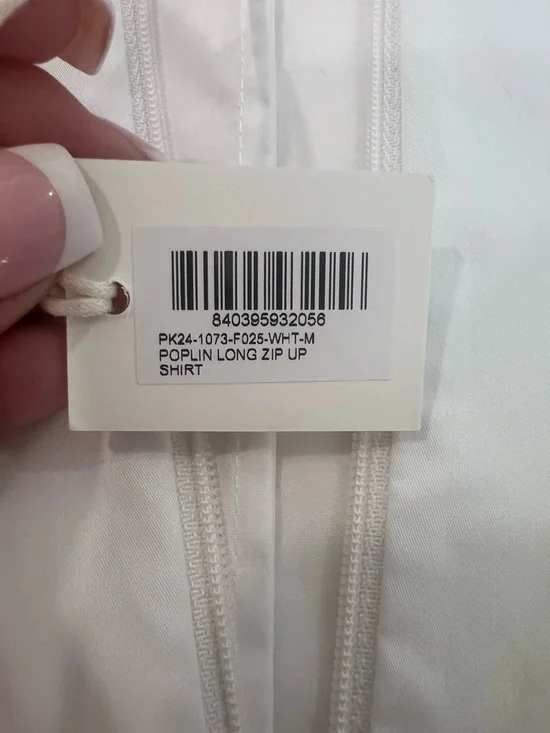 840395932056
PK24-1073-F025-WHT-M
POPLIN LONG ZIP UP
SHIRT